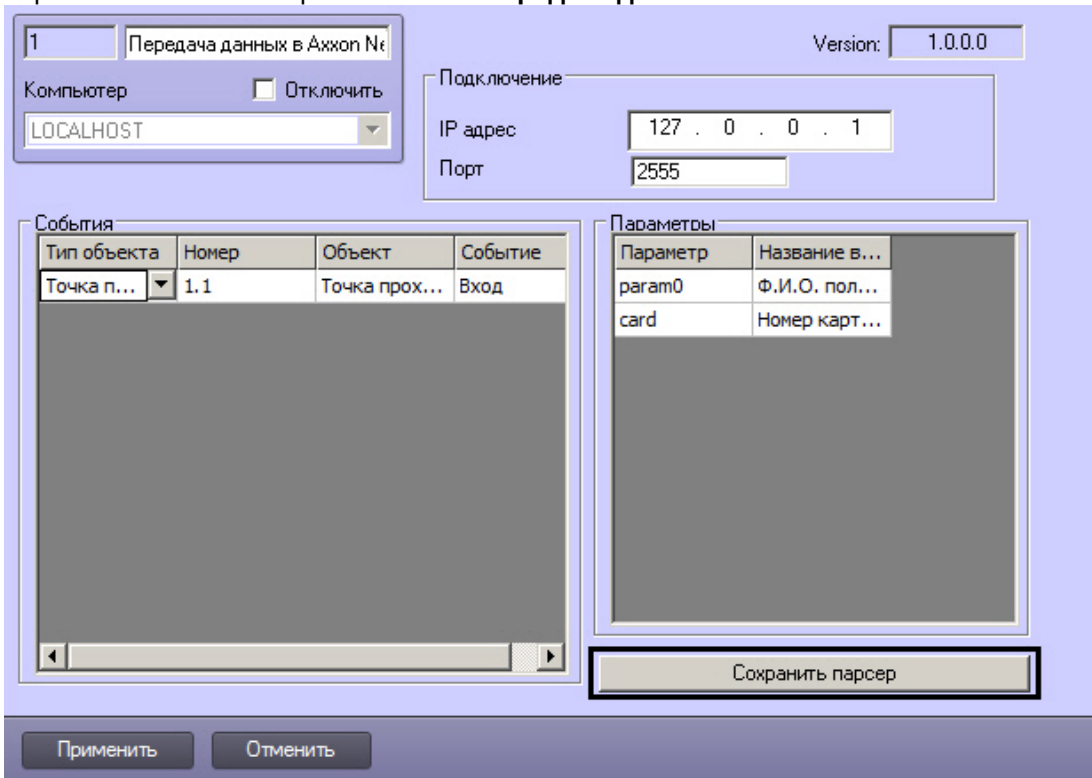 1 Передача данных в Axxon Ne
Version: 1.0.0.0
Компьютер Отключить
LOCALHOST
Подключение
IP адрес 127 . 0 . 0 . 1
Порт 2555
События
Тип объекта Номер Объект Событие
Точка п... 1.1 Точка прох... Вход
Параметры
Параметр Название в...
param0 Ф.И.О. пол...
card Номер карт...
Сохранить парсер
Применить Отменить